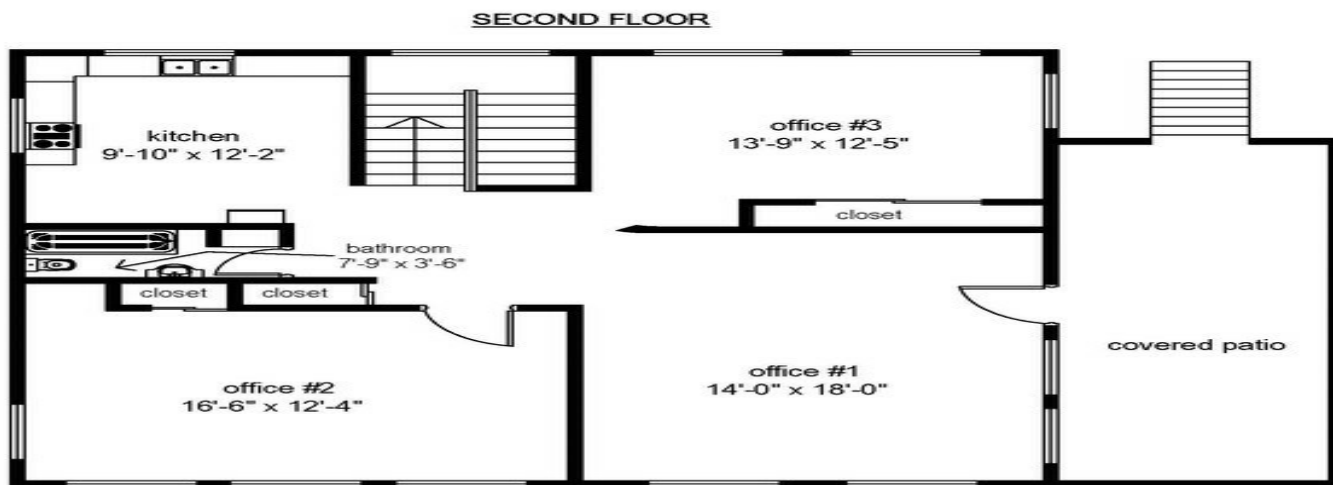 SECOND FLOOR
kitchen
9'-10" x 12'-2"
office #3
13'-9" x 12'-5"
closet
bathroom
7'-9" x 3'-6"
closet
closet
office #2
16'-6" x 12'-4"
office #1
14'-0" x 18'-0"
covered patio